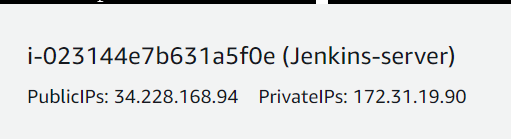 i-023144e7b631a5f0e (Jenkins-server)
PublicIPs: 34.228.168.94 PrivateIPs: 172.31.19.90